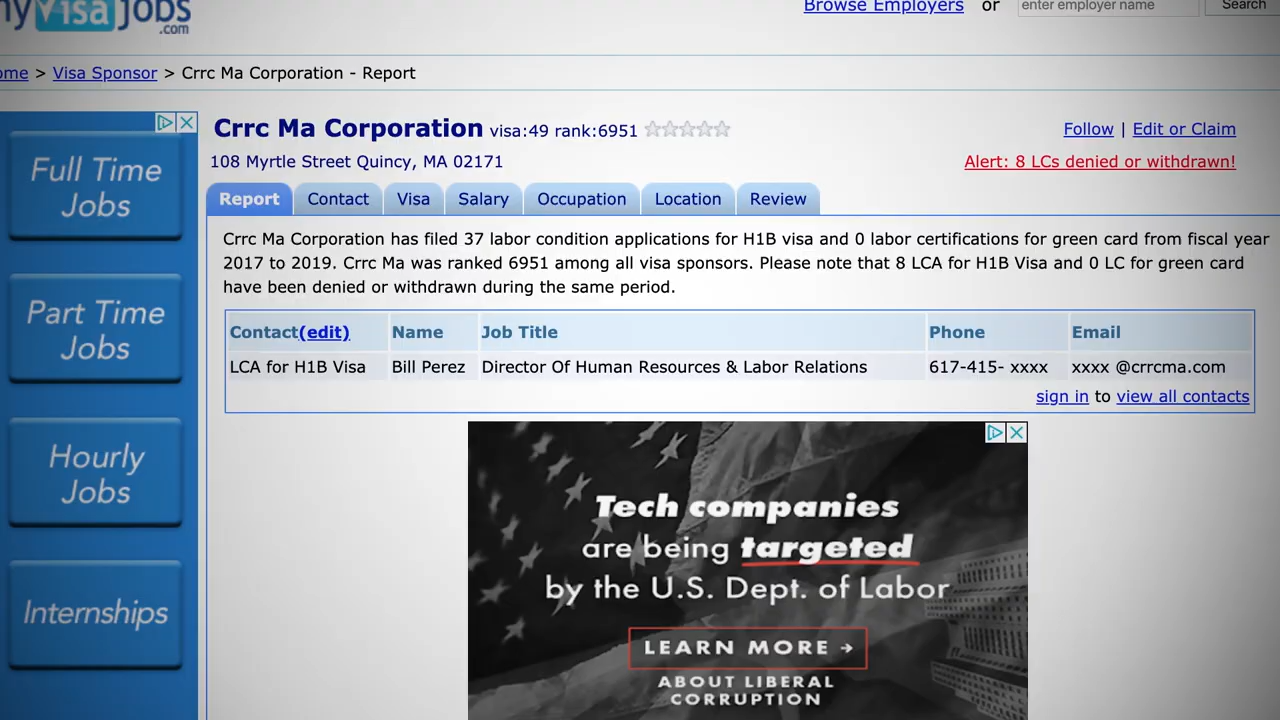 myVisaJobs
.com
Browse Employers or enter employer name Search
ome > Visa Sponsor > Crrc Ma Corporation - Report
Crrc Ma Corporation visa:49 rank:6951
Follow | Edit or Claim
108 Myrtle Street Quincy, MA 02171
Alert: 8 LCs denied or withdrawn!
Full Time
Jobs
Part Time
Jobs
Hourly
Jobs
Internships
Report Contact Visa Salary Occupation Location Review
Crrc Ma Corporation has filed 37 labor condition applications for H1B visa and 0 labor certifications for green card from fiscal year
2017 to 2019. Crrc Ma was ranked 6951 among all visa sponsors. Please note that 8 LCA for H1B Visa and 0 LC for green card
have been denied or withdrawn during the same period.
Contact(edit) Name Job Title Phone Email
LCA for H1B Visa Bill Perez Director Of Human Resources & Labor Relations 617-415- xxxx xxxx @crrcma.com
sign in to view all contacts
Tech companies
are being targeted
by the U.S. Dept. of Labor
LEARN MORE →
ABOUT LIBERAL
CORRUPTION